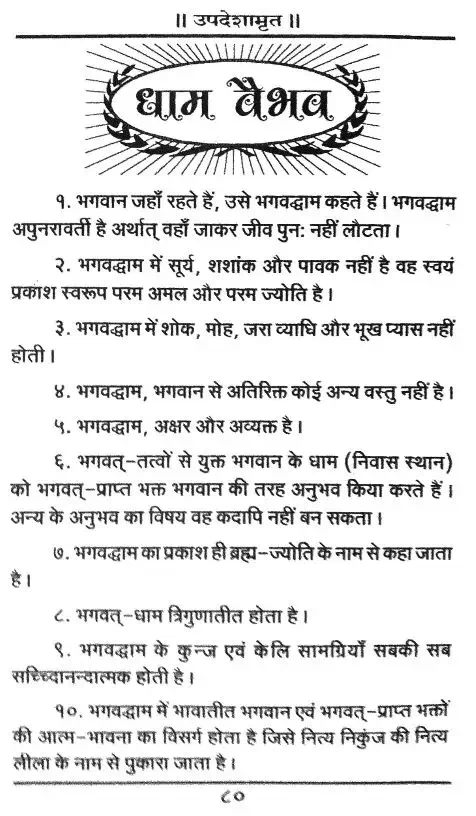 ॥ उपदेशामृत ॥
धाम वैभव
१. भगवान जहाँ रहते हैं, उसे भगवद्धाम कहते हैं। भगवद्धाम
अपुनरावर्ती है अर्थात् वहाँ जाकर जीव पुन: नहीं लौटता।
२. भगवद्धाम में सूर्य, शशांक और पावक नहीं है वह स्वयं
प्रकाश स्वरूप परम अमल और परम ज्योति है।
३. भगवद्धाम में शोक, मोह, जरा व्याधि और भूख प्यास नहीं
होती।
४. भगवद्धाम, भगवान से अतिरिक्त कोई अन्य वस्तु नहीं है।
५. भगवद्धाम, अक्षर और अव्यक्त है।
६. भगवत्-तत्वों से युक्त भगवान के धाम (निवास स्थान)
को भगवत्-प्राप्त भक्त भगवान की तरह अनुभव किया करते हैं।
अन्य के अनुभव का विषय वह कदापि नहीं बन सकता।
७. भगवद्धाम का प्रकाश ही ब्रह्म-ज्योति के नाम से कहा जाता
है।
८. भगवत्-धाम त्रिगुणातीत होता है।
९. भगवद्धाम के कुन्ज एवं केलि सामग्रियाँ सबकी सब
सच्चिदानन्दात्मक होती है।
१०. भगवद्धाम में भावातीत भगवान एवं भगवत्-प्राप्त भक्तों
की आत्म-भावना का विसर्ग होता है जिसे नित्य निकुंज की नित्य
लीला के नाम से पुकारा जाता है।
८०